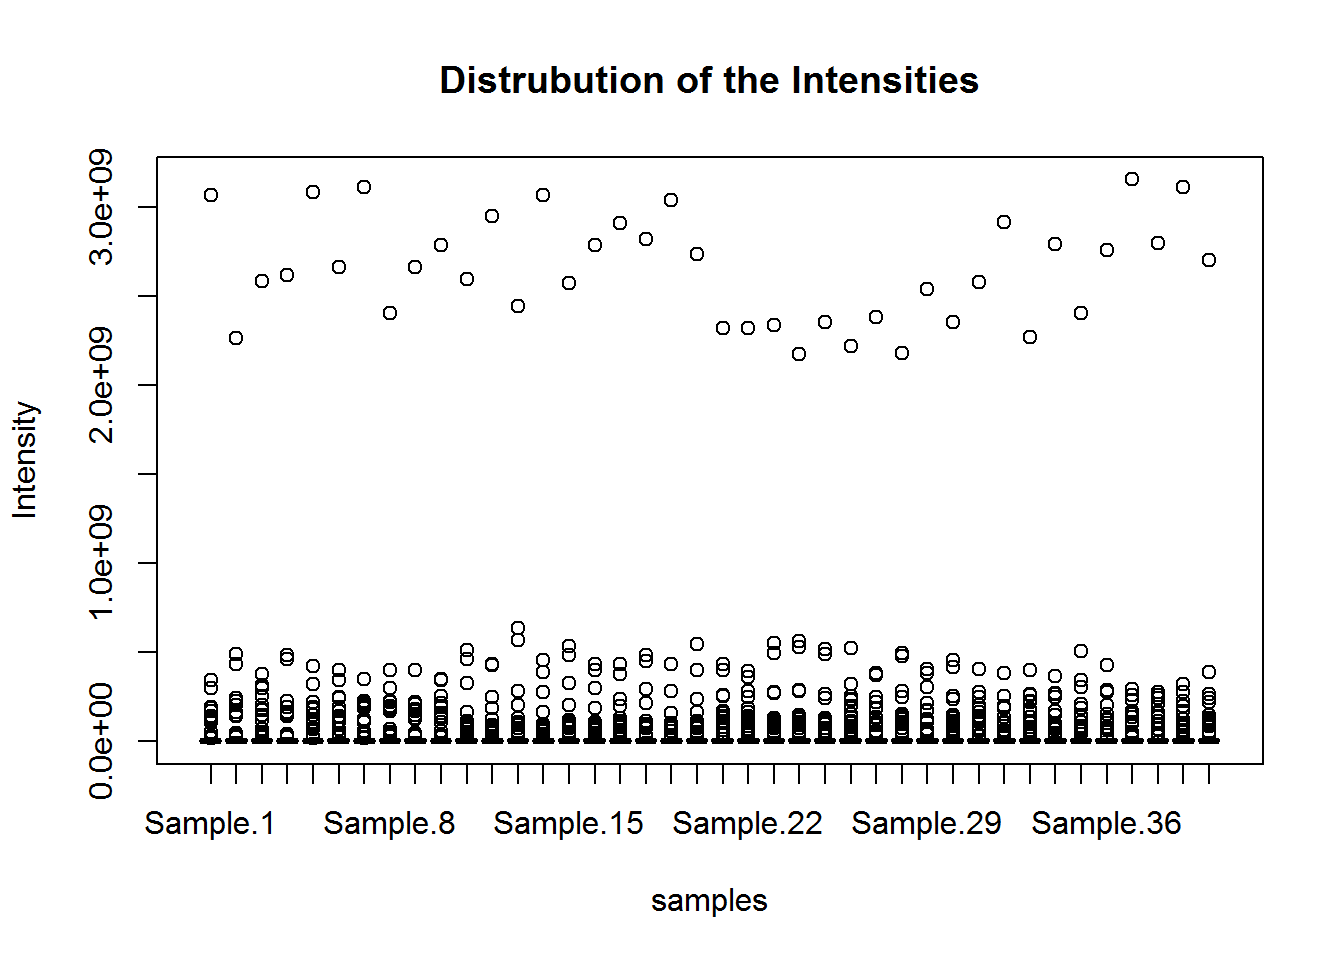 Distrubution of the Intensities
Intensity
3.0e+09
2.0e+09
1.0e+09
0.0e+00
Sample.1 Sample.8 Sample.15 Sample.22 Sample.29 Sample.36
samples